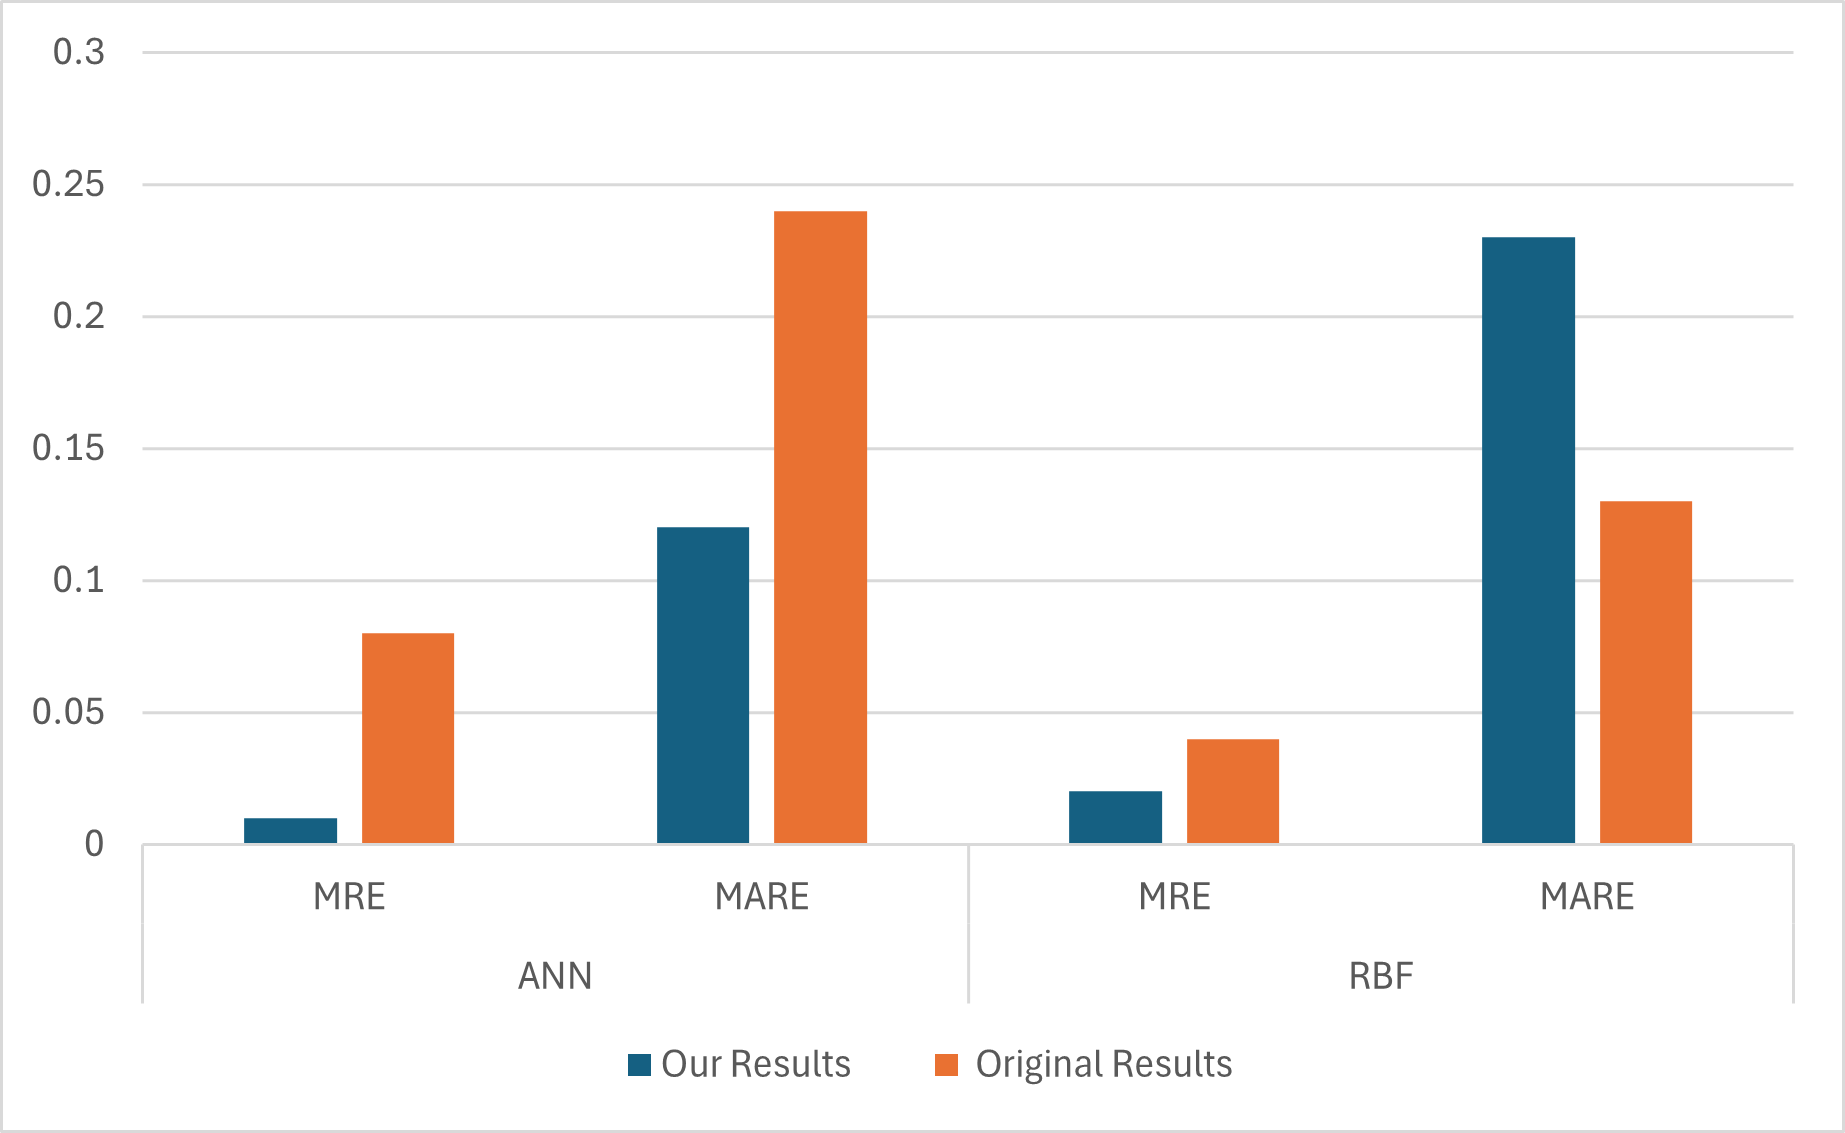 0.3
0.25
0.2
0.15
0.1
0.05
0
MRE MARE MRE MARE
ANN RBF
Our Results Original Results